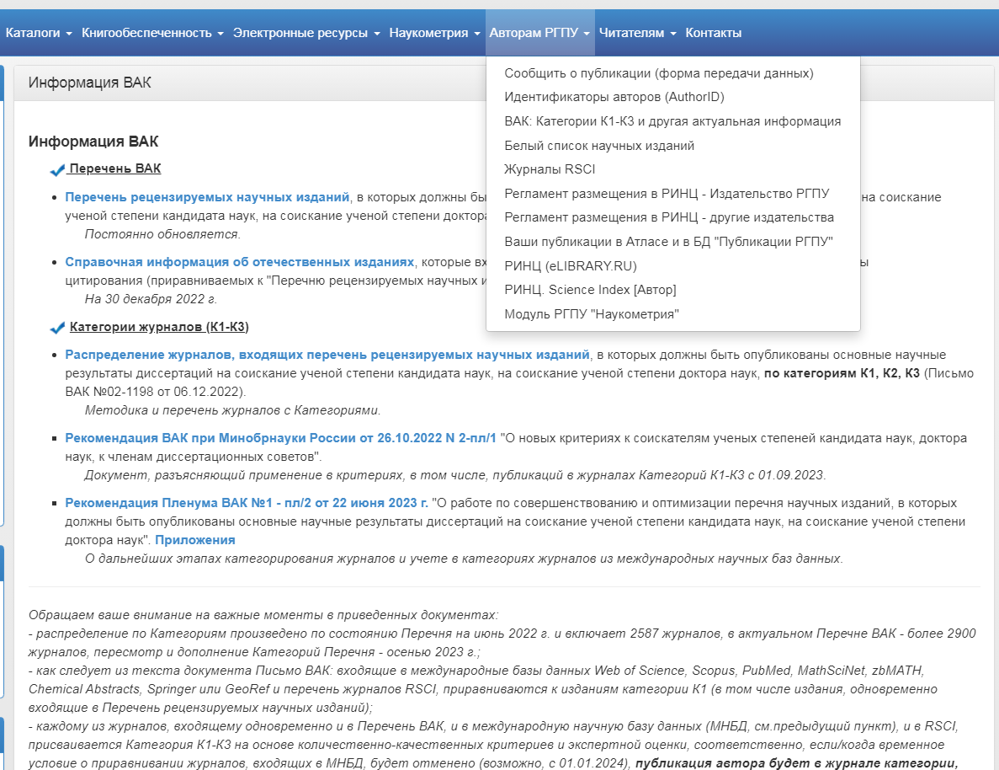 Каталоги Книгообеспеченность Электронные ресурсы Наукометрия Авторам РГПУ Читателям Контакты
Сообщить о публикации (форма передачи данных)
Идентификаторы авторов (AuthorID)
ВАК: Категории К1-К3 и другая актуальная информация
Белый список научных изданий
Журналы RSCI
Регламент размещения в РИНЦ - Издательство РГПУ
Регламент размещения в РИНЦ - другие издательства
Ваши публикации в Атласе и в БД "Публикации РГПУ"
РИНЦ (eLIBRARY.RU)
РИНЦ. Science Index [Автор]
Модуль РГПУ "Наукометрия"
Информация ВАК
Информация ВАК
Перечень ВАК
• Перечень рецензируемых научных изданий, в которых должны бы на соискание
ученой степени кандидата наук, на соискание ученой степени доктора
Постоянно обновляется.
• Справочная информация об отечественных изданиях, которые вх ы
цитирования (приравниваемых к "Перечню рецензируемых научных и
На 30 декабря 2022 г.
Категории журналов (К1-К3)
• Распределение журналов, входящих перечень рецензируемых научных изданий, в которых должны быть опубликованы основные научные
результаты диссертаций на соискание ученой степени кандидата наук, на соискание ученой степени доктора наук, по категориям К1, К2, К3 (Письмо
ВАК №02-1198 от 06.12.2022).
Методика и перечень журналов с Категориями.
▪ Рекомендация ВАК при Минобрнауки России от 26.10.2022 N 2-пл/1 "О новых критериях к соискателям ученых степеней кандидата наук, доктора
наук, к членам диссертационных советов".
Документ, разъясняющий применение в критериях, в том числе, публикаций в журналах Категорий К1-К3 с 01.09.2023.
▪ Рекомендация Пленума ВАК №1 - пл/2 от 22 июня 2023 г. "О работе по совершенствованию и оптимизации перечня научных изданий, в которых
должны быть опубликованы основные научные результаты диссертаций на соискание ученой степени кандидата наук, на соискание ученой степени
доктора наук". Приложения
О дальнейших этапах категорирования журналов и учете в категориях журналов из международных научных баз данных.
Обращаем ваше внимание на важные моменты в приведенных документах:
- распределение по Категориям произведено по состоянию Перечня на июнь 2022 г. и включает 2587 журналов, в актуальном Перечне ВАК - более 2900
журналов, пересмотр и дополнение Категорий Перечня - осенью 2023 г.;
- как следует из текста документа Письмо ВАК: входящие в международные базы данных Web of Science, Scopus, PubMed, MathSciNet, zbMATH,
Chemical Abstracts, Springer или GeoRef и перечень журналов RSCI, приравниваются к изданиям категории К1 (в том числе издания, одновременно
входящие в Перечень рецензируемых научных изданий);
- каждому из журналов, входящему одновременно и в Перечень ВАК, и в международную научную базу данных (МНБД, см.предыдущий пункт), и в RSCI,
присваивается Категория К1-К3 на основе количественно-качественных критериев и экспертной оценки, соответственно, если/когда временное
условие о приравнивании журналов, входящих в МНБД, будет отменено (возможно, с 01.01.2024), публикация автора будет в журнале категории,